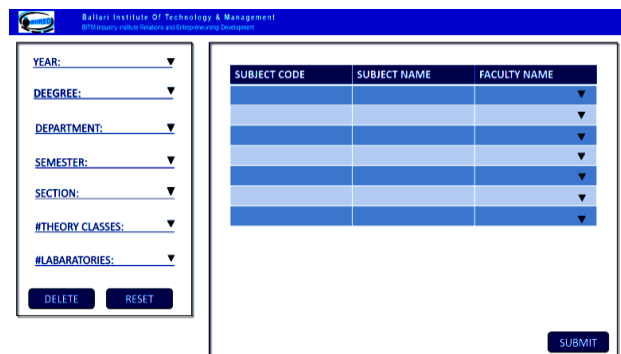 Ballari Institute Of Technology & Management
BITM Industry Institute Relations and Entrepreneurship Development
YEAR:
DEEGREE:
DEPARTMENT:
SEMESTER:
SECTION:
#THEORY CLASSES:
#LABARATORIES:
DELETE RESET
SUBJECT CODE SUBJECT NAME FACULTY NAME
SUBMIT